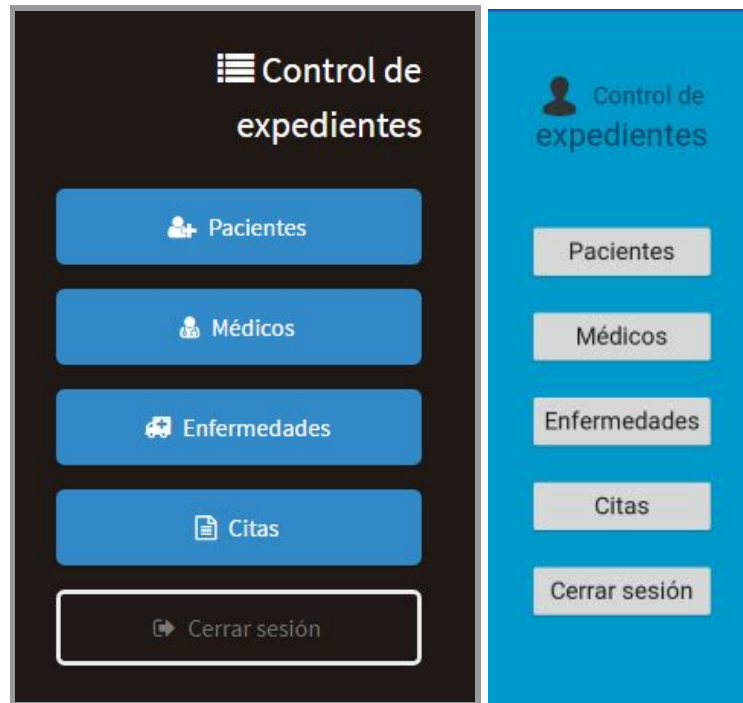 Control de
expedientes
Pacientes
Médicos
Enfermedades
Citas
Cerrar sesión
Control de
expedientes
Pacientes
Médicos
Enfermedades
Citas
Cerrar sesión